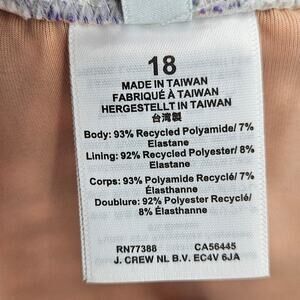 18
MADE IN TAIWAN
FABRIQUÉ À TAIWAN
HERGESTELLT IN TAIWAN
台湾製
Body: 93% Recycled Polyamide/ 7%
Elastane
Lining: 92% Recycled Polyester/ 8%
Elastane
Corps: 93% Polyamide Recyclé/ 7%
Élasthanne
Doublure: 92% Polyester Recyclé/
8% Élasthanne
RN77388 CA56445
J. CREW NL B.V. EC4V 6JA